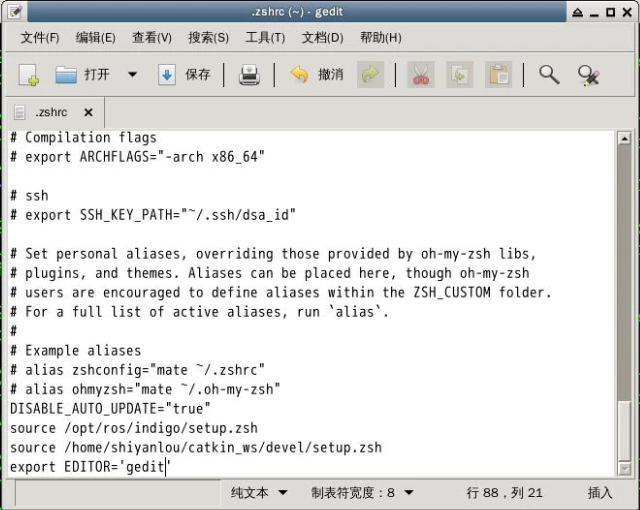 .zshrc (~) - gedit
文件(F) 编辑(E) 查看(V) 搜索(S) 工具(T) 文档(D) 帮助(H)
打开 保存 撤消
.zshrc
# Compilation flags
# export ARCHFLAGS="-arch x86_64"
# ssh
# export SSH_KEY_PATH="~/.ssh/dsa_id"
# Set personal aliases, overriding those provided by oh-my-zsh libs,
# plugins, and themes. Aliases can be placed here, though oh-my-zsh
# users are encouraged to define aliases within the ZSH_CUSTOM folder.
# For a full list of active aliases, run `alias`.
#
# Example aliases
# alias zshconfig="mate ~/.zshrc"
# alias ohmyzsh="mate ~/.oh-my-zsh"
DISABLE_AUTO_UPDATE="true"
source /opt/ros/indigo/setup.zsh
source /home/shiyanlou/catkin_ws/devel/setup.zsh
export EDITOR='gedit'
纯文本 制表符宽度：8 行 88，列 21 插入